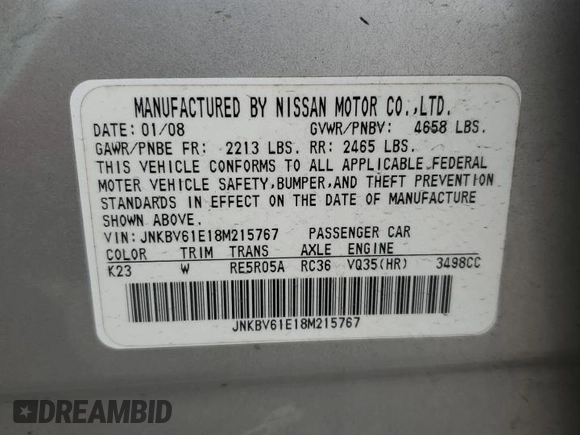 MANUFACTURED BY NISSAN MOTOR CO.,LTD.
DATE: 01/08 GVWR/PNBV: 4658 LBS.
GAWR/PNBE FR: 2213 LBS. RR: 2465 LBS.
THIS VEHICLE CONFORMS TO ALL APPLICABLE FEDERAL
MOTER VEHICLE SAFETY,BUMPER,AND THEFT PREVENTION
STANDARDS IN EFFECT ON THE DATE OF MANUFACTURE
SHOWN ABOVE.
VIN: JNKBV61E18M215767 PASSENGER CAR
COLOR TRIM TRANS AXLE ENGINE
K23 W RE5R05A RC36 VQ35(HR) 3498CC
JNKBV61E18M215767
DREAMBID